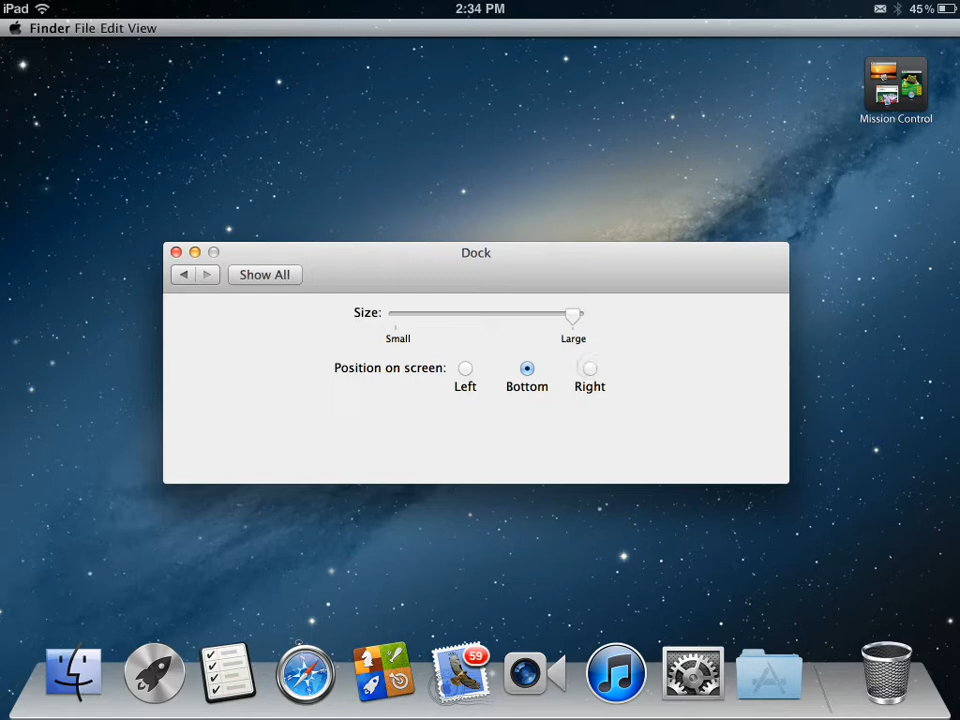 iPad 2:34 PM 45%
Finder File Edit View
Mission Control
Dock
Show All
Size:
Small Large
Position on screen:
Left Bottom Right
59